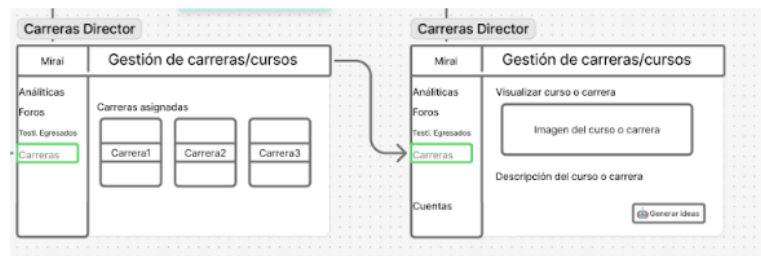 Carreras Director
Mirai
Gestión de carreras/cursos
Análiticas
Foros
Testi. Egresados
Carreras
Carreras asignadas
Carrera1
Carrera2
Carrera3
Carreras Director
Mirai
Gestión de carreras/cursos
Análiticas
Foros
Testi. Egresados
Carreras
Cuentas
Visualizar curso o carrera
Imagen del curso o carrera
Descripción del curso o carrera
Generar ideas